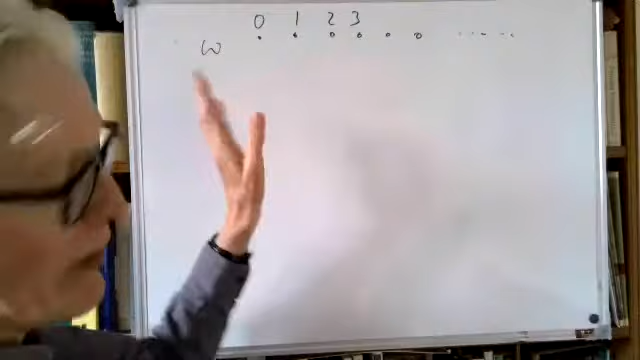 0 1 2 3
ω . . . . . . .....